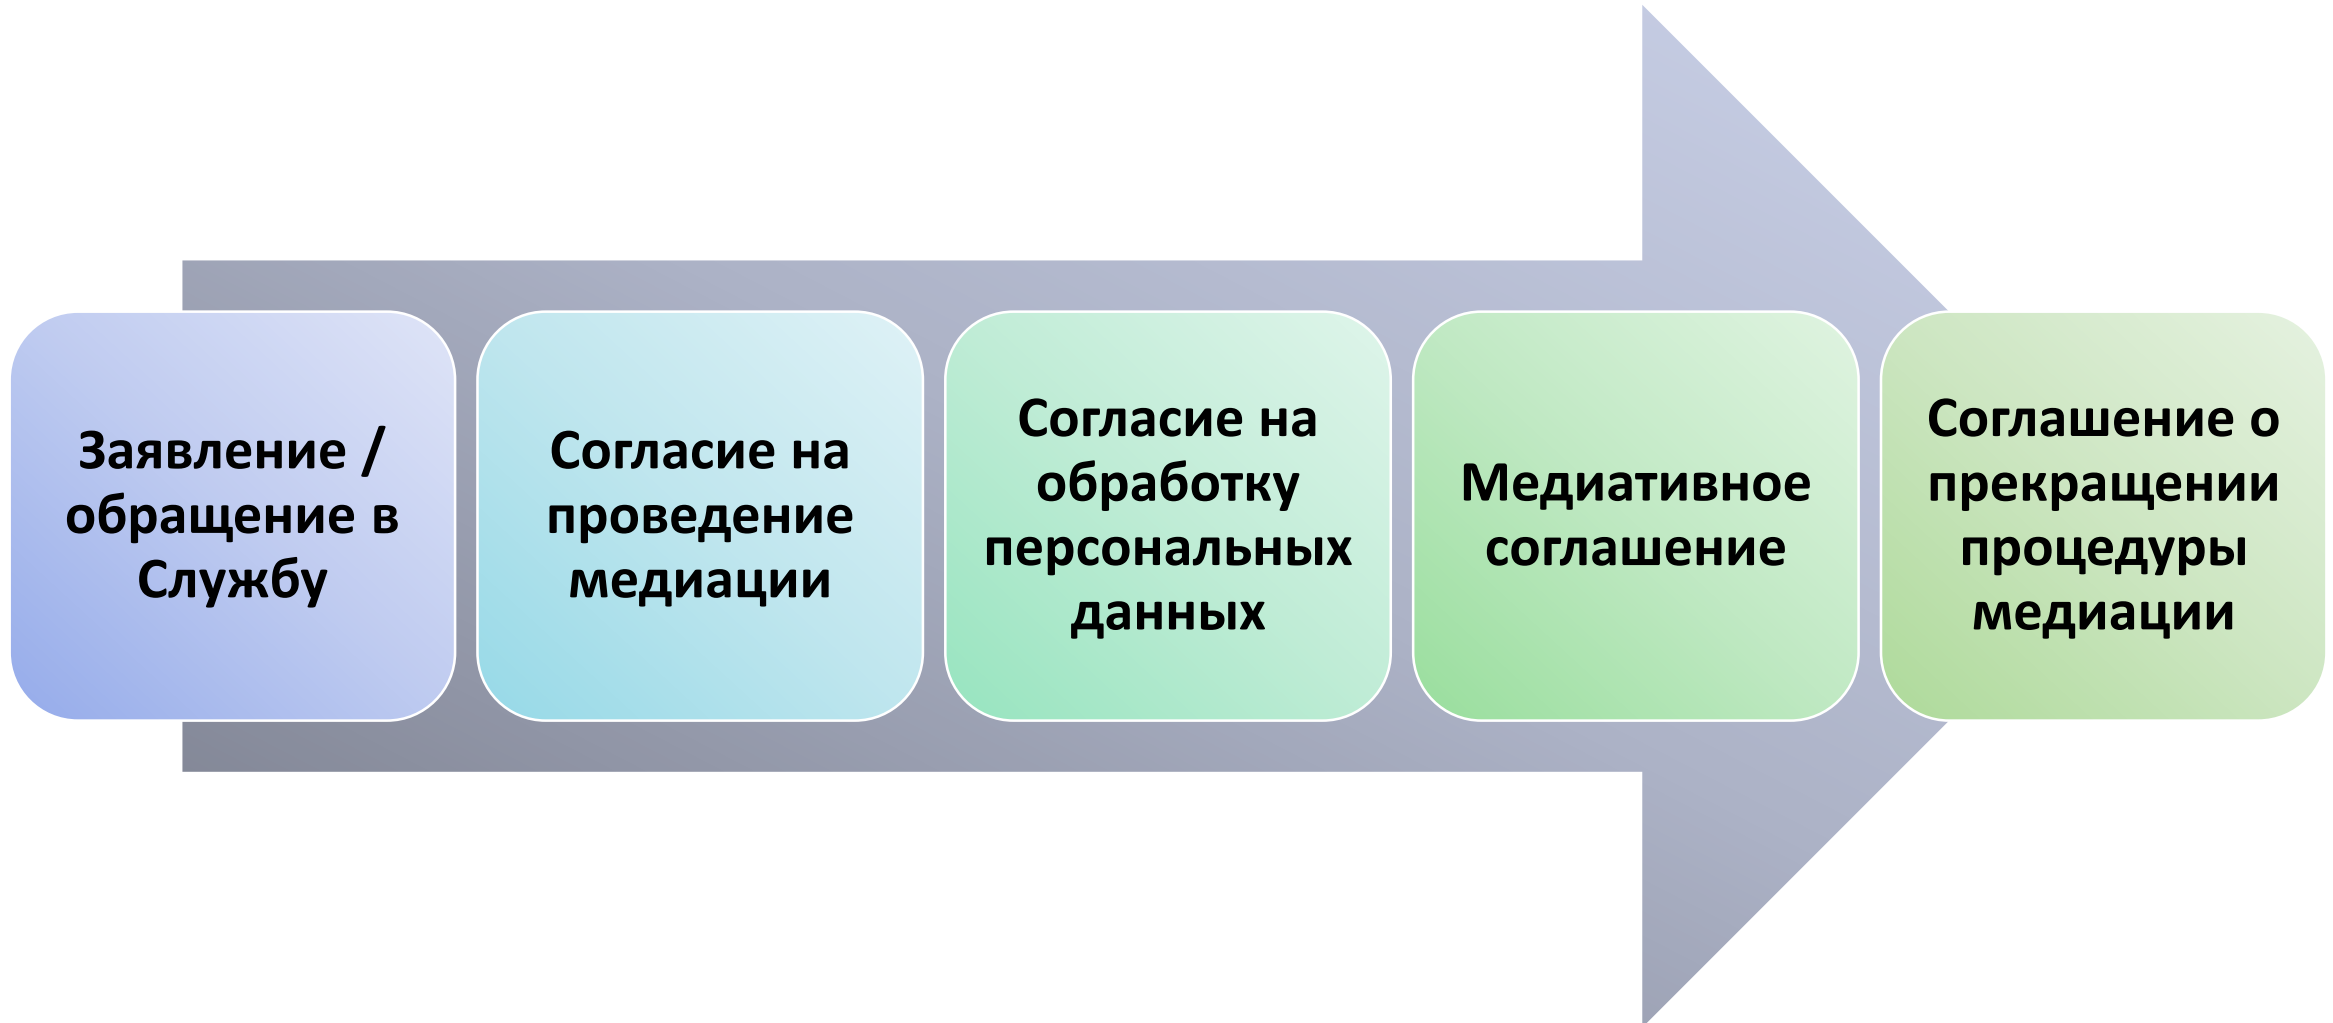 Заявление /
обращение в
Службу
Согласие на
проведение
медиации
Согласие на
обработку
персональных
данных
Медиативное
соглашение
Соглашение о
прекращении
процедуры
медиации